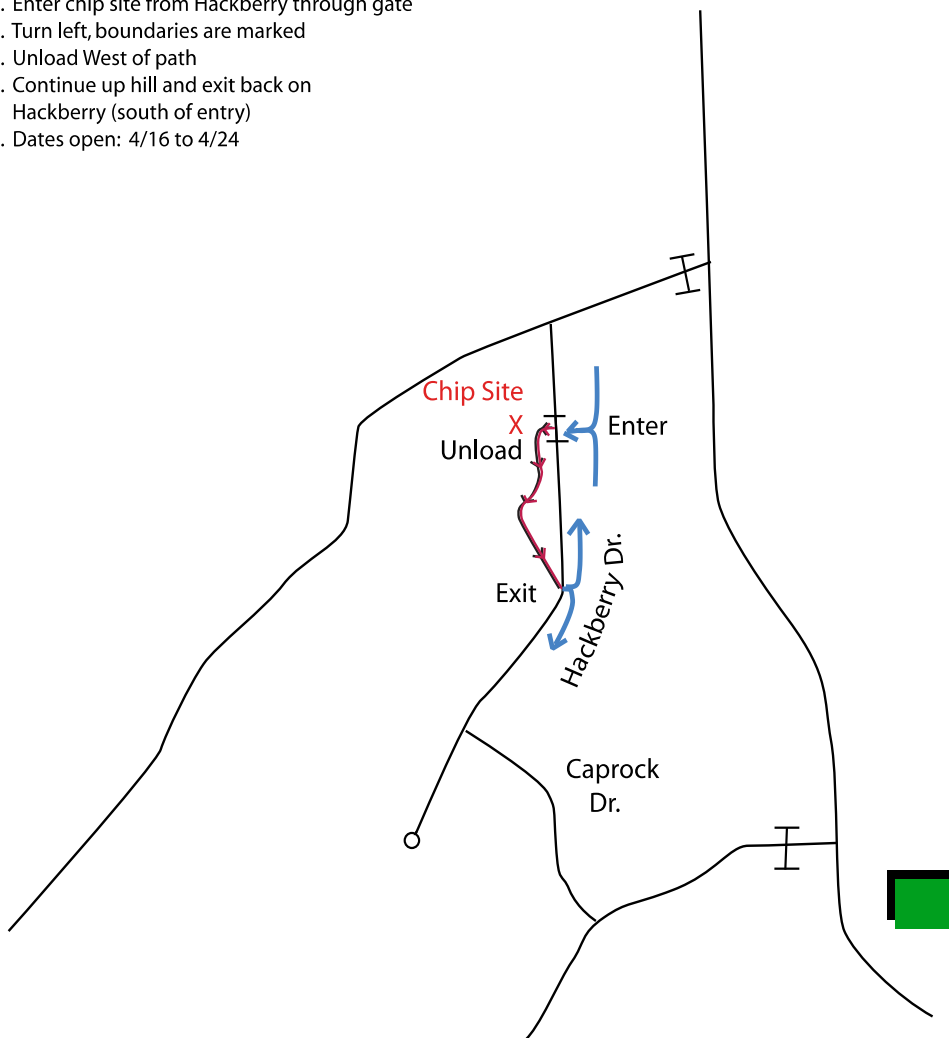 . Enter chip site from Hackberry through gate
. Turn left, boundaries are marked
. Unload West of path
. Continue up hill and exit back on
Hackberry (south of entry)
. Dates open: 4/16 to 4/24
Chip Site
X
Enter
Unload
Exit
Hackberry Dr.
Caprock
Dr.